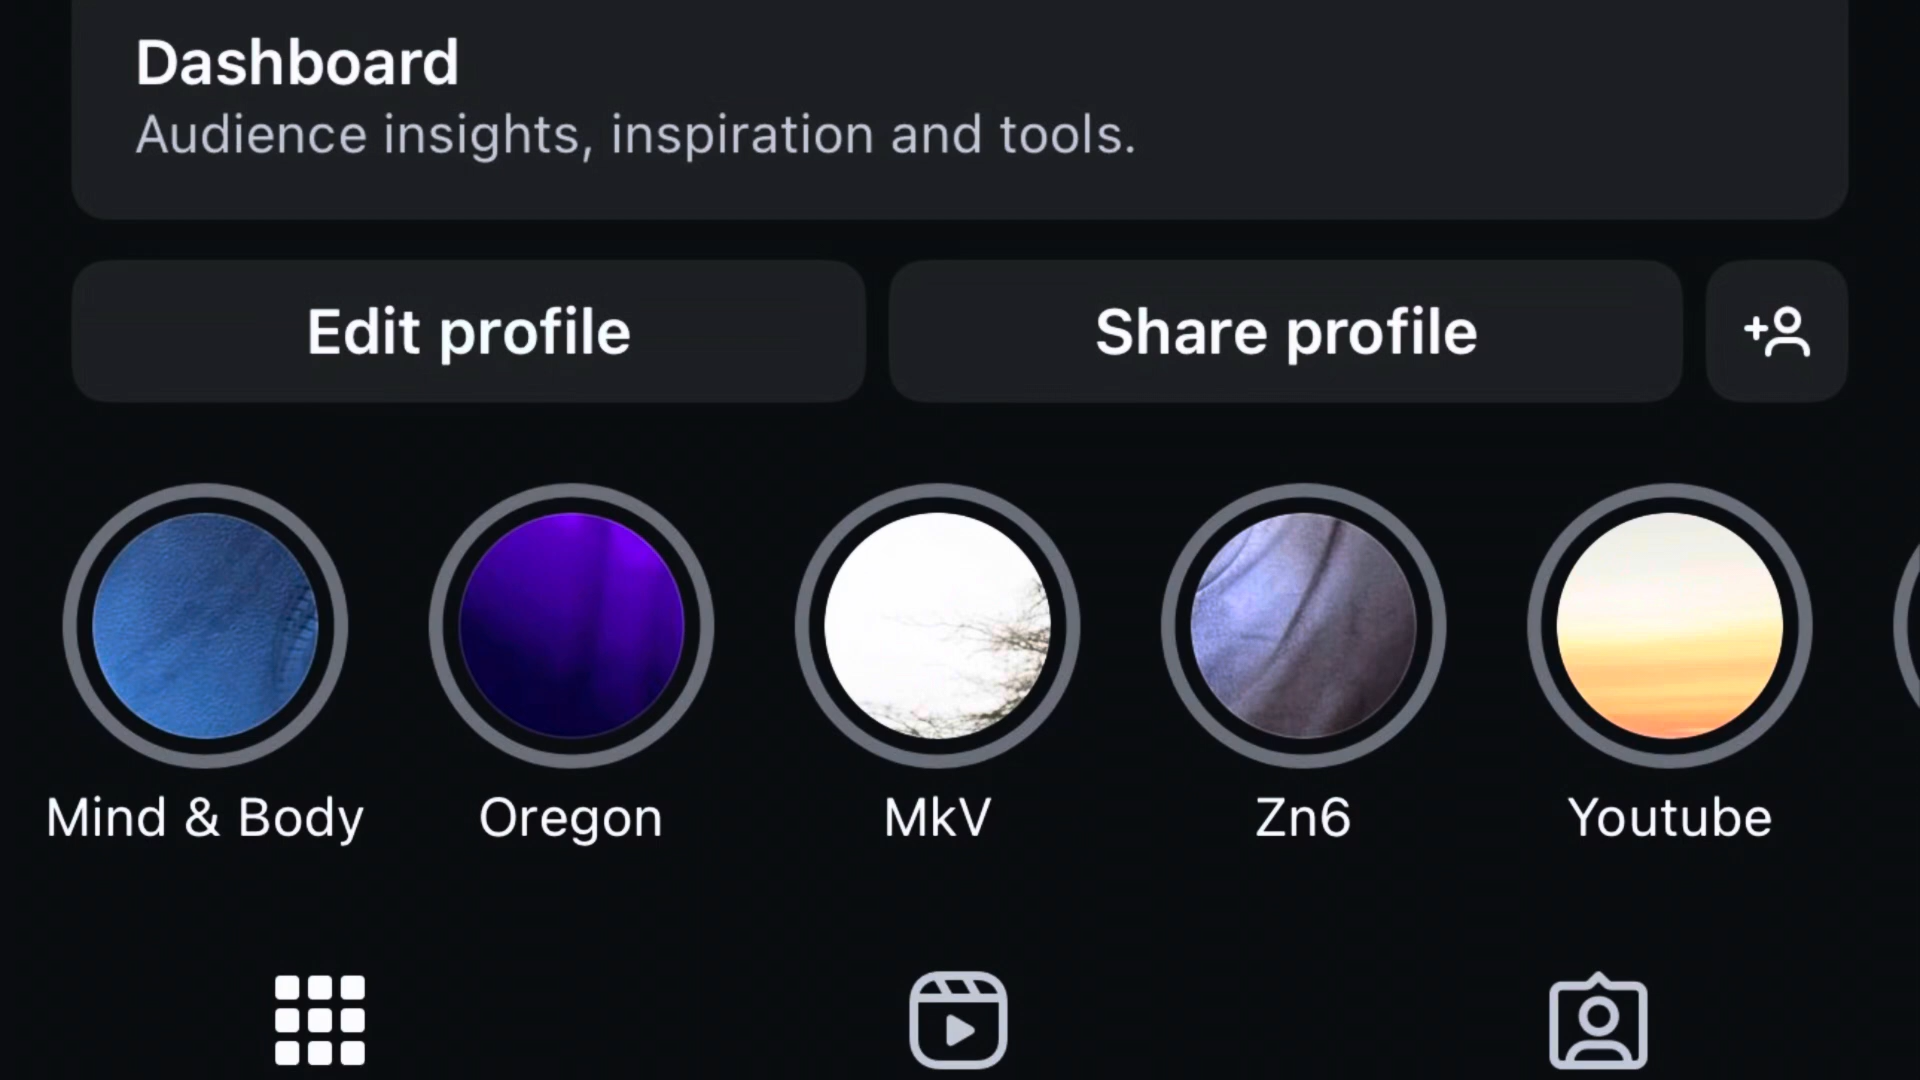 Dashboard
Audience insights, inspiration and tools.
Edit profile
Share profile
Mind & Body
Oregon
MkV
Zn6
Youtube